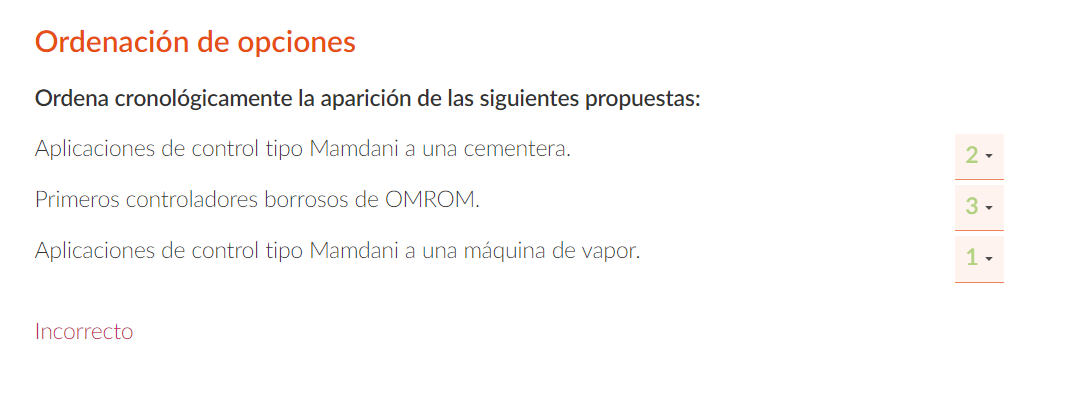 Ordenación de opciones
Ordena cronológicamente la aparición de las siguientes propuestas:
Aplicaciones de control tipo Mamdani a una cementera.
2
Primeros controladores borrosos de OMROM.
3
Aplicaciones de control tipo Mamdani a una máquina de vapor.
1
Incorrecto